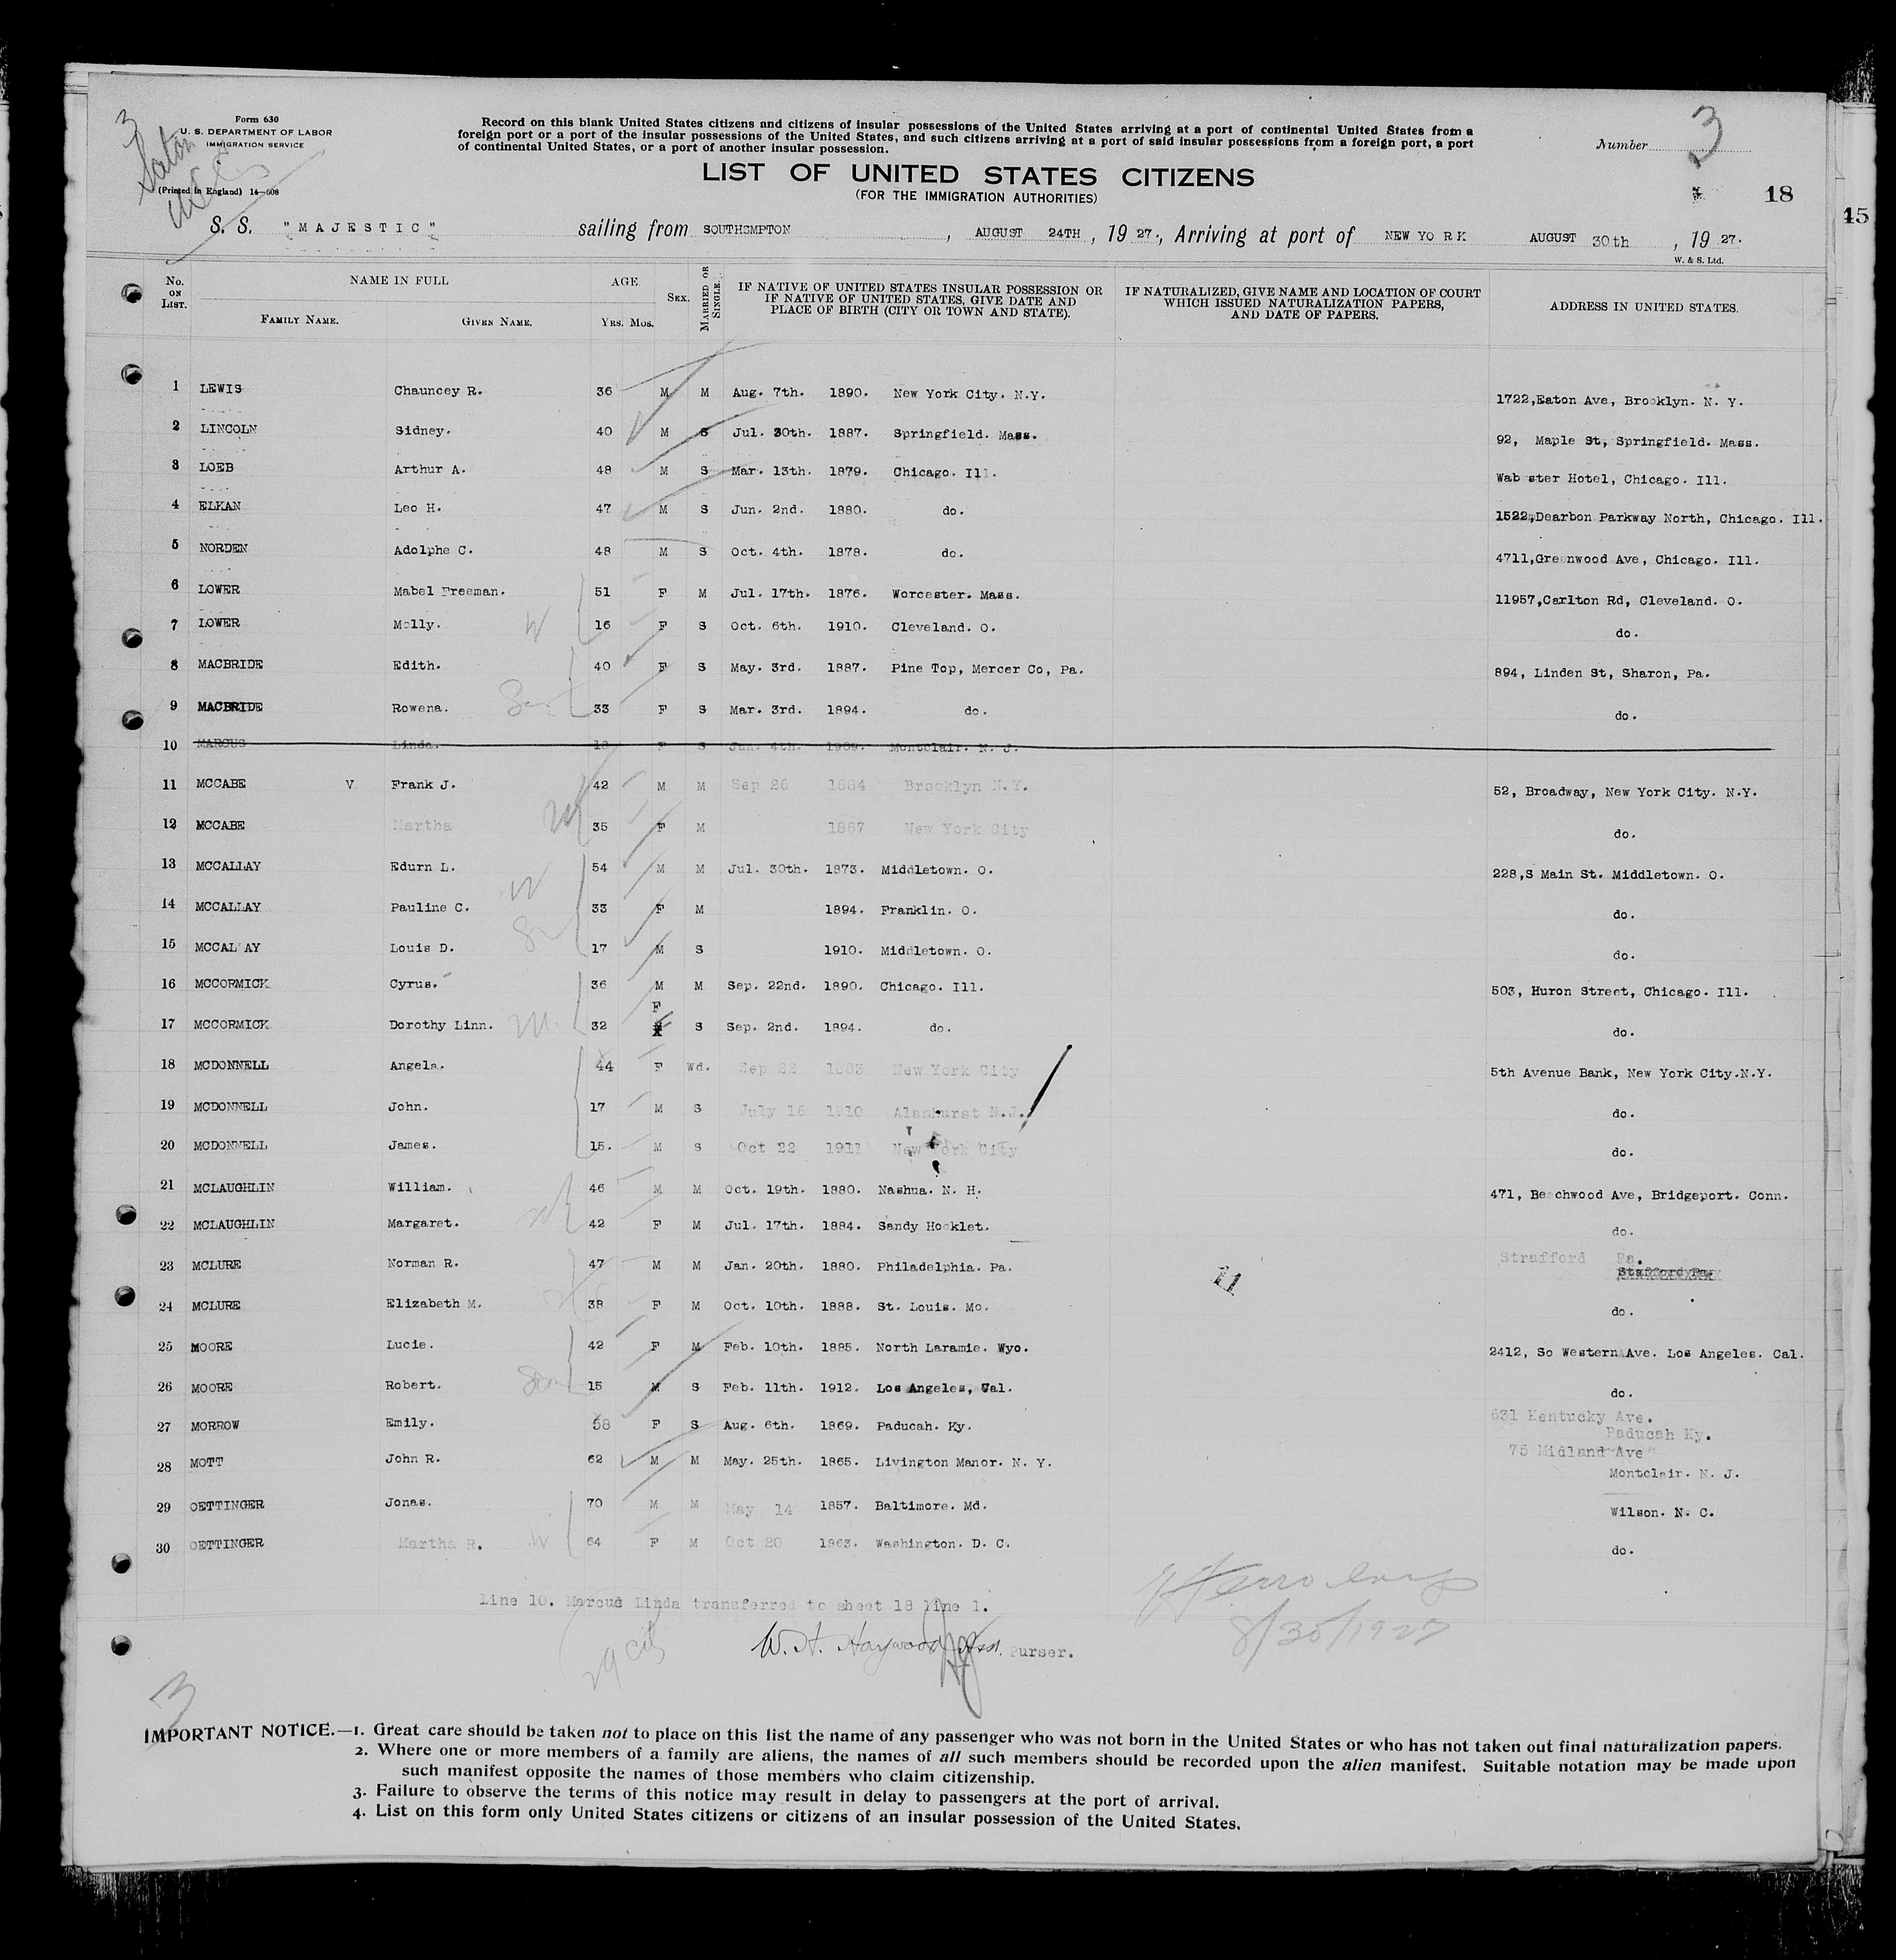 Form 630
U. S. DEPARTMENT OF LABOR
IMMIGRATION SERVICE
(Printed in England) 14—608
Record on this blank United States citizens and citizens of insular possessions of the United States arriving at a port of continental United States from a
foreign port or a port of the insular possessions of the United States, and such citizens arriving at a port of said insular possessions from a foreign port, a port
of continental United States, or a port of another insular possession.
Number 3
LIST OF UNITED STATES CITIZENS
(FOR THE IMMIGRATION AUTHORITIES)
18
15
S. S. "MAJESTIC" sailing from SOUTHSMPTON, AUGUST 24TH, 1927., Arriving at port of NEW YORK AUGUST 30th, 1927.
W. & S. Ltd.
No. ON LIST. NAME IN FULL AGE SEX. MARRIED OR SINGLE. IF NATIVE OF UNITED STATES INSULAR POSSESSION OR IF NATIVE OF UNITED STATES, GIVE DATE AND PLACE OF BIRTH (CITY OR TOWN AND STATE). IF NATURALIZED, GIVE NAME AND LOCATION OF COURT WHICH ISSUED NATURALIZATION PAPERS, AND DATE OF PAPERS. ADDRESS IN UNITED STATES.
FAMILY NAME. GIVEN NAME. YRS. MOS.
1 LEWIS Chauncey R. 36 M M Aug. 7th. 1890. New York City. N.Y. 1722,Eaton Ave, Brooklyn. N. Y.
2 LINCOLN Sidney. 40 M S Jul. 30th. 1887. Springfield. Mass. 92, Maple St, Springfield. Mass.
3 LOEB Arthur A. 48 M S Mar. 13th. 1879. Chicago. Ill. Wab ster Hotel, Chicago. Ill.
4 ELKAN Leo H. 47 M S Jun. 2nd. 1880. do. 1522,Dearbon Parkway North, Chicago. Ill.
5 NORDEN Adolphe C. 48 M S Oct. 4th. 1878. do. 4711,Greenwood Ave, Chicago. Ill.
6 LOWER Mabel Freeman. 51 F M Jul. 17th. 1876. Worcester. Mass. 11957,Carlton Rd, Cleveland. O.
7 LOWER Molly. 16 F S Oct. 6th. 1910. Cleveland. O. do.
8 MACBRIDE Edith. 40 F S May. 3rd. 1887. Pine Top, Mercer Co, Pa. 894, Linden St, Sharon, Pa.
9 MACBRIDE Rowena. 33 F S Mar. 3rd. 1894. do. do.
10 MARCUS Linda. 18 F S Jun. 4th. 1909. Montclair. N. J.
11 MCCABE V Frank J. 42 M M Sep 26 1884 Brooklyn N.Y. 52, Broadway, New York City. N.Y.
12 MCCABE Martha 35 F M 1887 New York City do.
13 MCCALLAY Edurn L. 54 M M Jul. 30th. 1873. Middletown. O. 228,S Main St. Middletown. O.
14 MCCALLAY Pauline C. 33 F M 1894. Franklin. O. do.
15 MCCAL AY Louis D. 17 M S 1910. Middletown. O. do.
16 MCCORMICK Cyrus. 36 M M Sep. 22nd. 1890. Chicago. Ill. 503, Huron Street, Chicago. Ill.
17 MCCORMICK Dorothy Linn. 32 F S Sep. 2nd. 1894. do. do.
18 MCDONNELL Angela. 44 F Wd. Sep 22 1883 New York City 5th Avenue Bank, New York City.N.Y.
19 MCDONNELL John. 17 M S July 16 1910 Alanhurst N.J. do.
20 MCDONNELL James. 15. M S Oct 22 1911 New York City do.
21 MCLAUGHLIN William. 46 M M Oct. 19th. 1880. Nashua. N. H. 471, Beechwood Ave, Bridgeport. Conn.
22 MCLAUGHLIN Margaret. 42 F M Jul. 17th. 1884. Sandy Hocklet. do.
23 MCLURE Norman R. 47 M M Jan. 20th. 1880. Philadelphia. Pa. Strafford Pa.
Stafford Pa.
24 MCLURE Elizabeth M. 38 F M Oct. 10th. 1888. St. Louis. Mo. do.
25 MOORE Lucie. 42 F M Feb. 10th. 1885. North Laramie. Wyo. 2412, So Western Ave. Los Angeles. Cal.
26 MOORE Robert. 15 M S Feb. 11th. 1912. Los Angeles, Cal. do.
27 MORROW Emily. 58 F S Aug. 6th. 1869. Paducah. Ky. 631 Kentucky Ave.
Paducah Ky.
28 MOTT John R. 62 M M May. 25th. 1865. Livington Manor. N. Y. 75 Midland Ave
Montclair. N. J.
29 OETTINGER Jonas. 70 M M May 14 1857. Baltimore. Md. Wilson. N. C.
30 OETTINGER Martha R. 64 F M Oct 20 1863. Washington. D. C. do.
Line 10. Marcus Linda transferred to sheet 18 line 1.
W. H. Haywood Asst. Purser.
8/30/1927
3
IMPORTANT NOTICE.—1. Great care should be taken not to place on this list the name of any passenger who was not born in the United States or who has not taken out final naturalization papers.
2. Where one or more members of a family are aliens, the names of all such members should be recorded upon the alien manifest. Suitable notation may be made upon
such manifest opposite the names of those members who claim citizenship.
3. Failure to observe the terms of this notice may result in delay to passengers at the port of arrival.
4. List on this form only United States citizens or citizens of an insular possession of the United States.